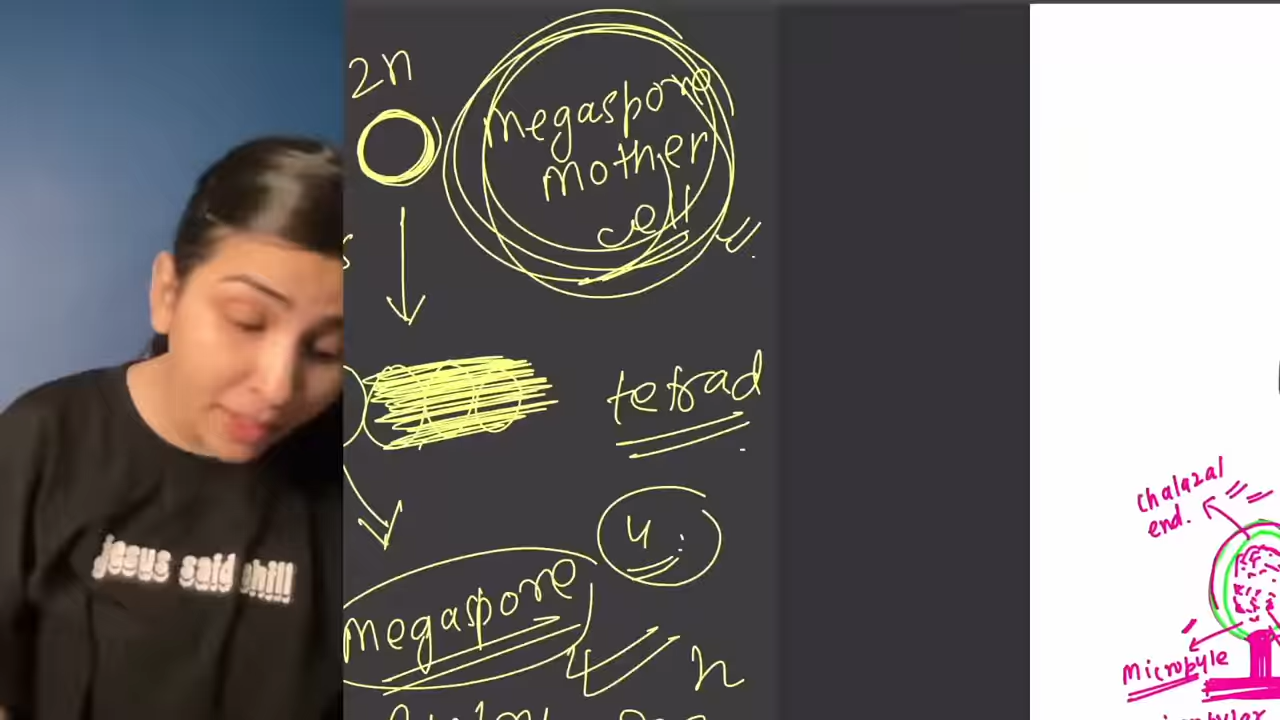 2n
megaspore
mother
cell
tetrad
4
megaspore
n
jesus said chill
Chalazal
end.
Micropyle